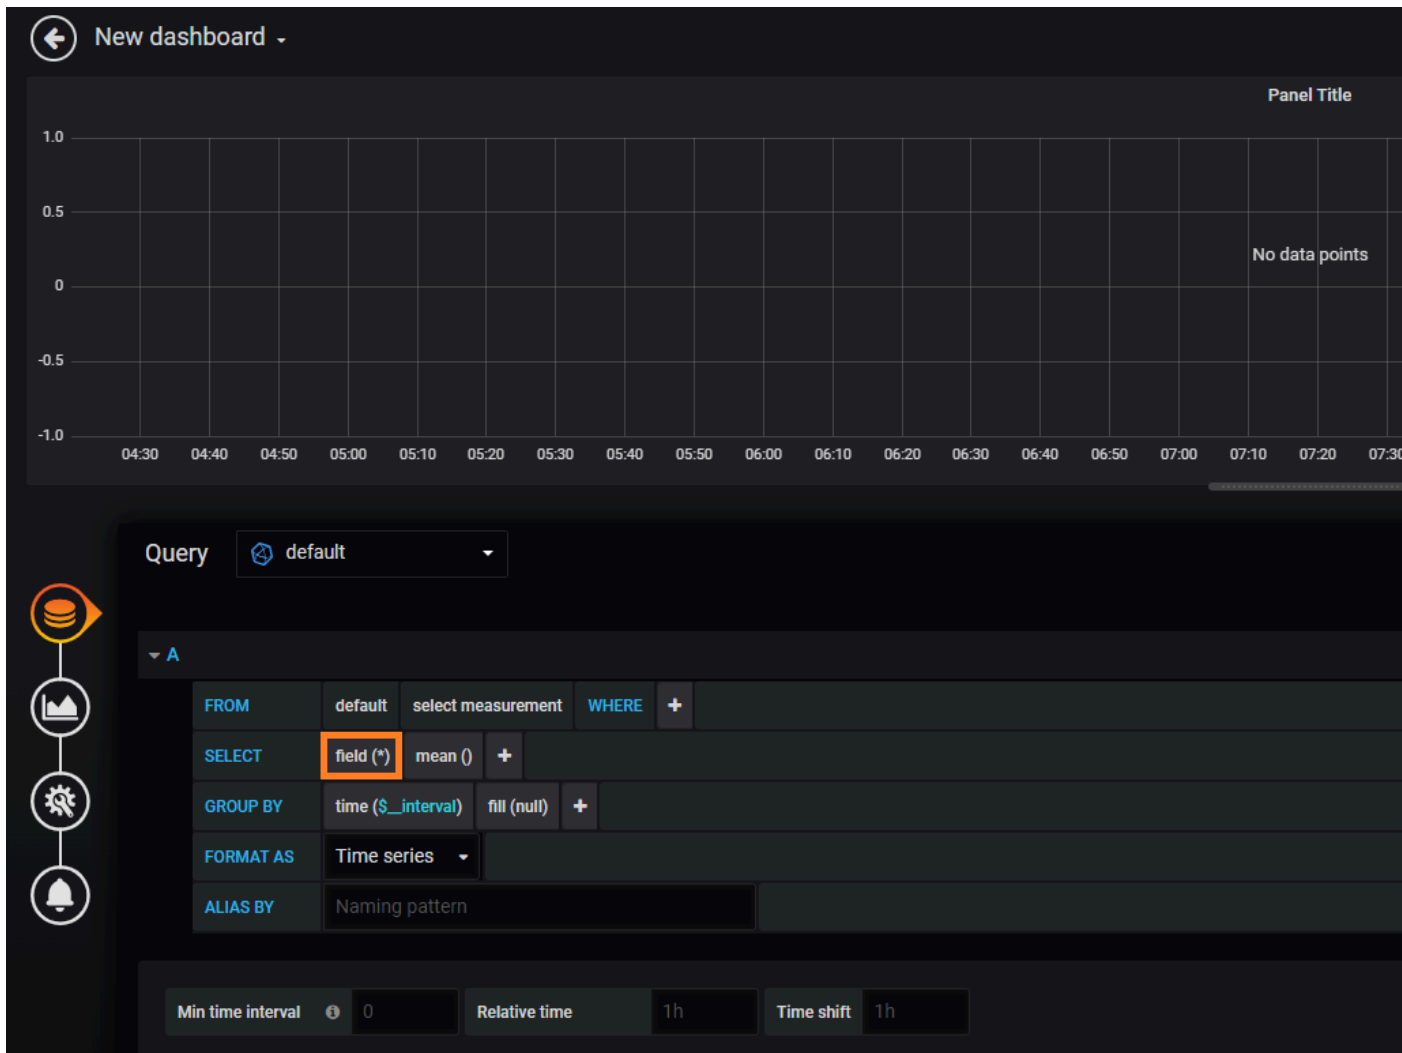 New dashboard
Panel Title
1.0
0.5
No data points
0
-0.5
-1.0
04:30 04:40 04:50 05:00 05:10 05:20 05:30 05:40 05:50 06:00 06:10 06:20 06:30 06:40 06:50 07:00 07:10 07:20 07:30
Query default
A
FROM default select measurement WHERE +
SELECT field (*) mean () +
GROUP BY time ($__interval) fill (null) +
FORMAT AS Time series
ALIAS BY Naming pattern
Min time interval 0 Relative time 1h Time shift 1h